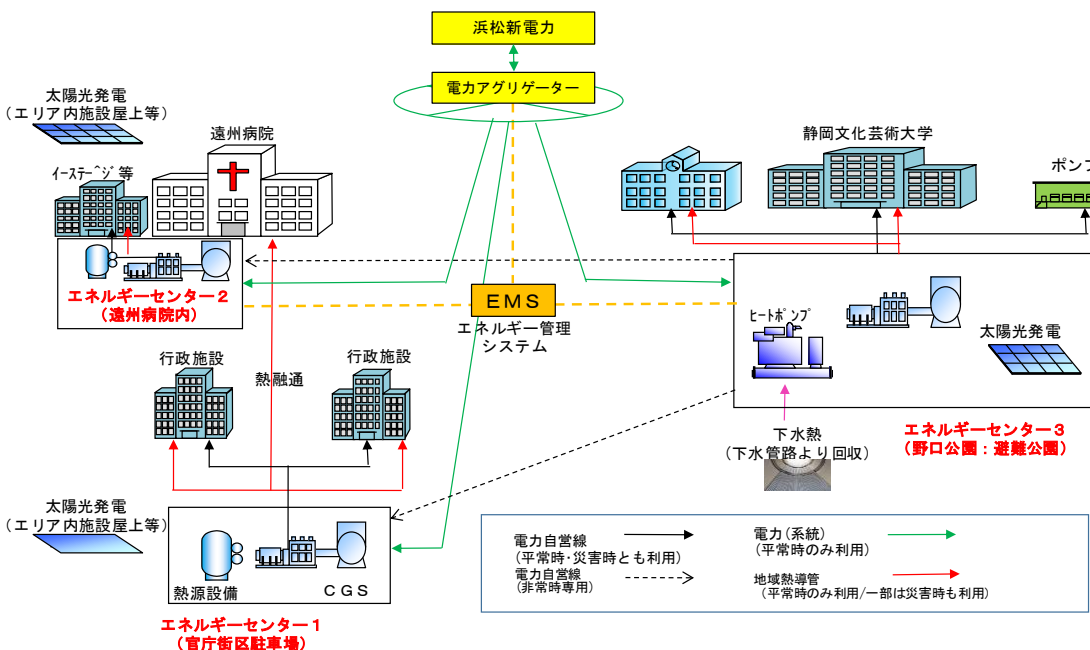 浜松新電力
電力アグリゲーター
太陽光発電
（エリア内施設屋上等）
遠州病院
イーステージ等
エネルギーセンター２
（遠州病院内）
静岡文化芸術大学
ポンプ
EMS
エネルギー管理
システム
ヒートポンプ
太陽光発電
エネルギーセンター３
（野口公園：避難公園）
下水熱
（下水管路より回収）
行政施設
行政施設
熱融通
太陽光発電
（エリア内施設屋上等）
熱源設備
CGS
エネルギーセンター１
（官庁街区駐車場）
電力自営線
（平常時・災害時とも利用）
電力自営線
（非常時専用）
電力（系統）
（平常時のみ利用）
地域熱導管
（平常時のみ利用/一部は災害時も利用）